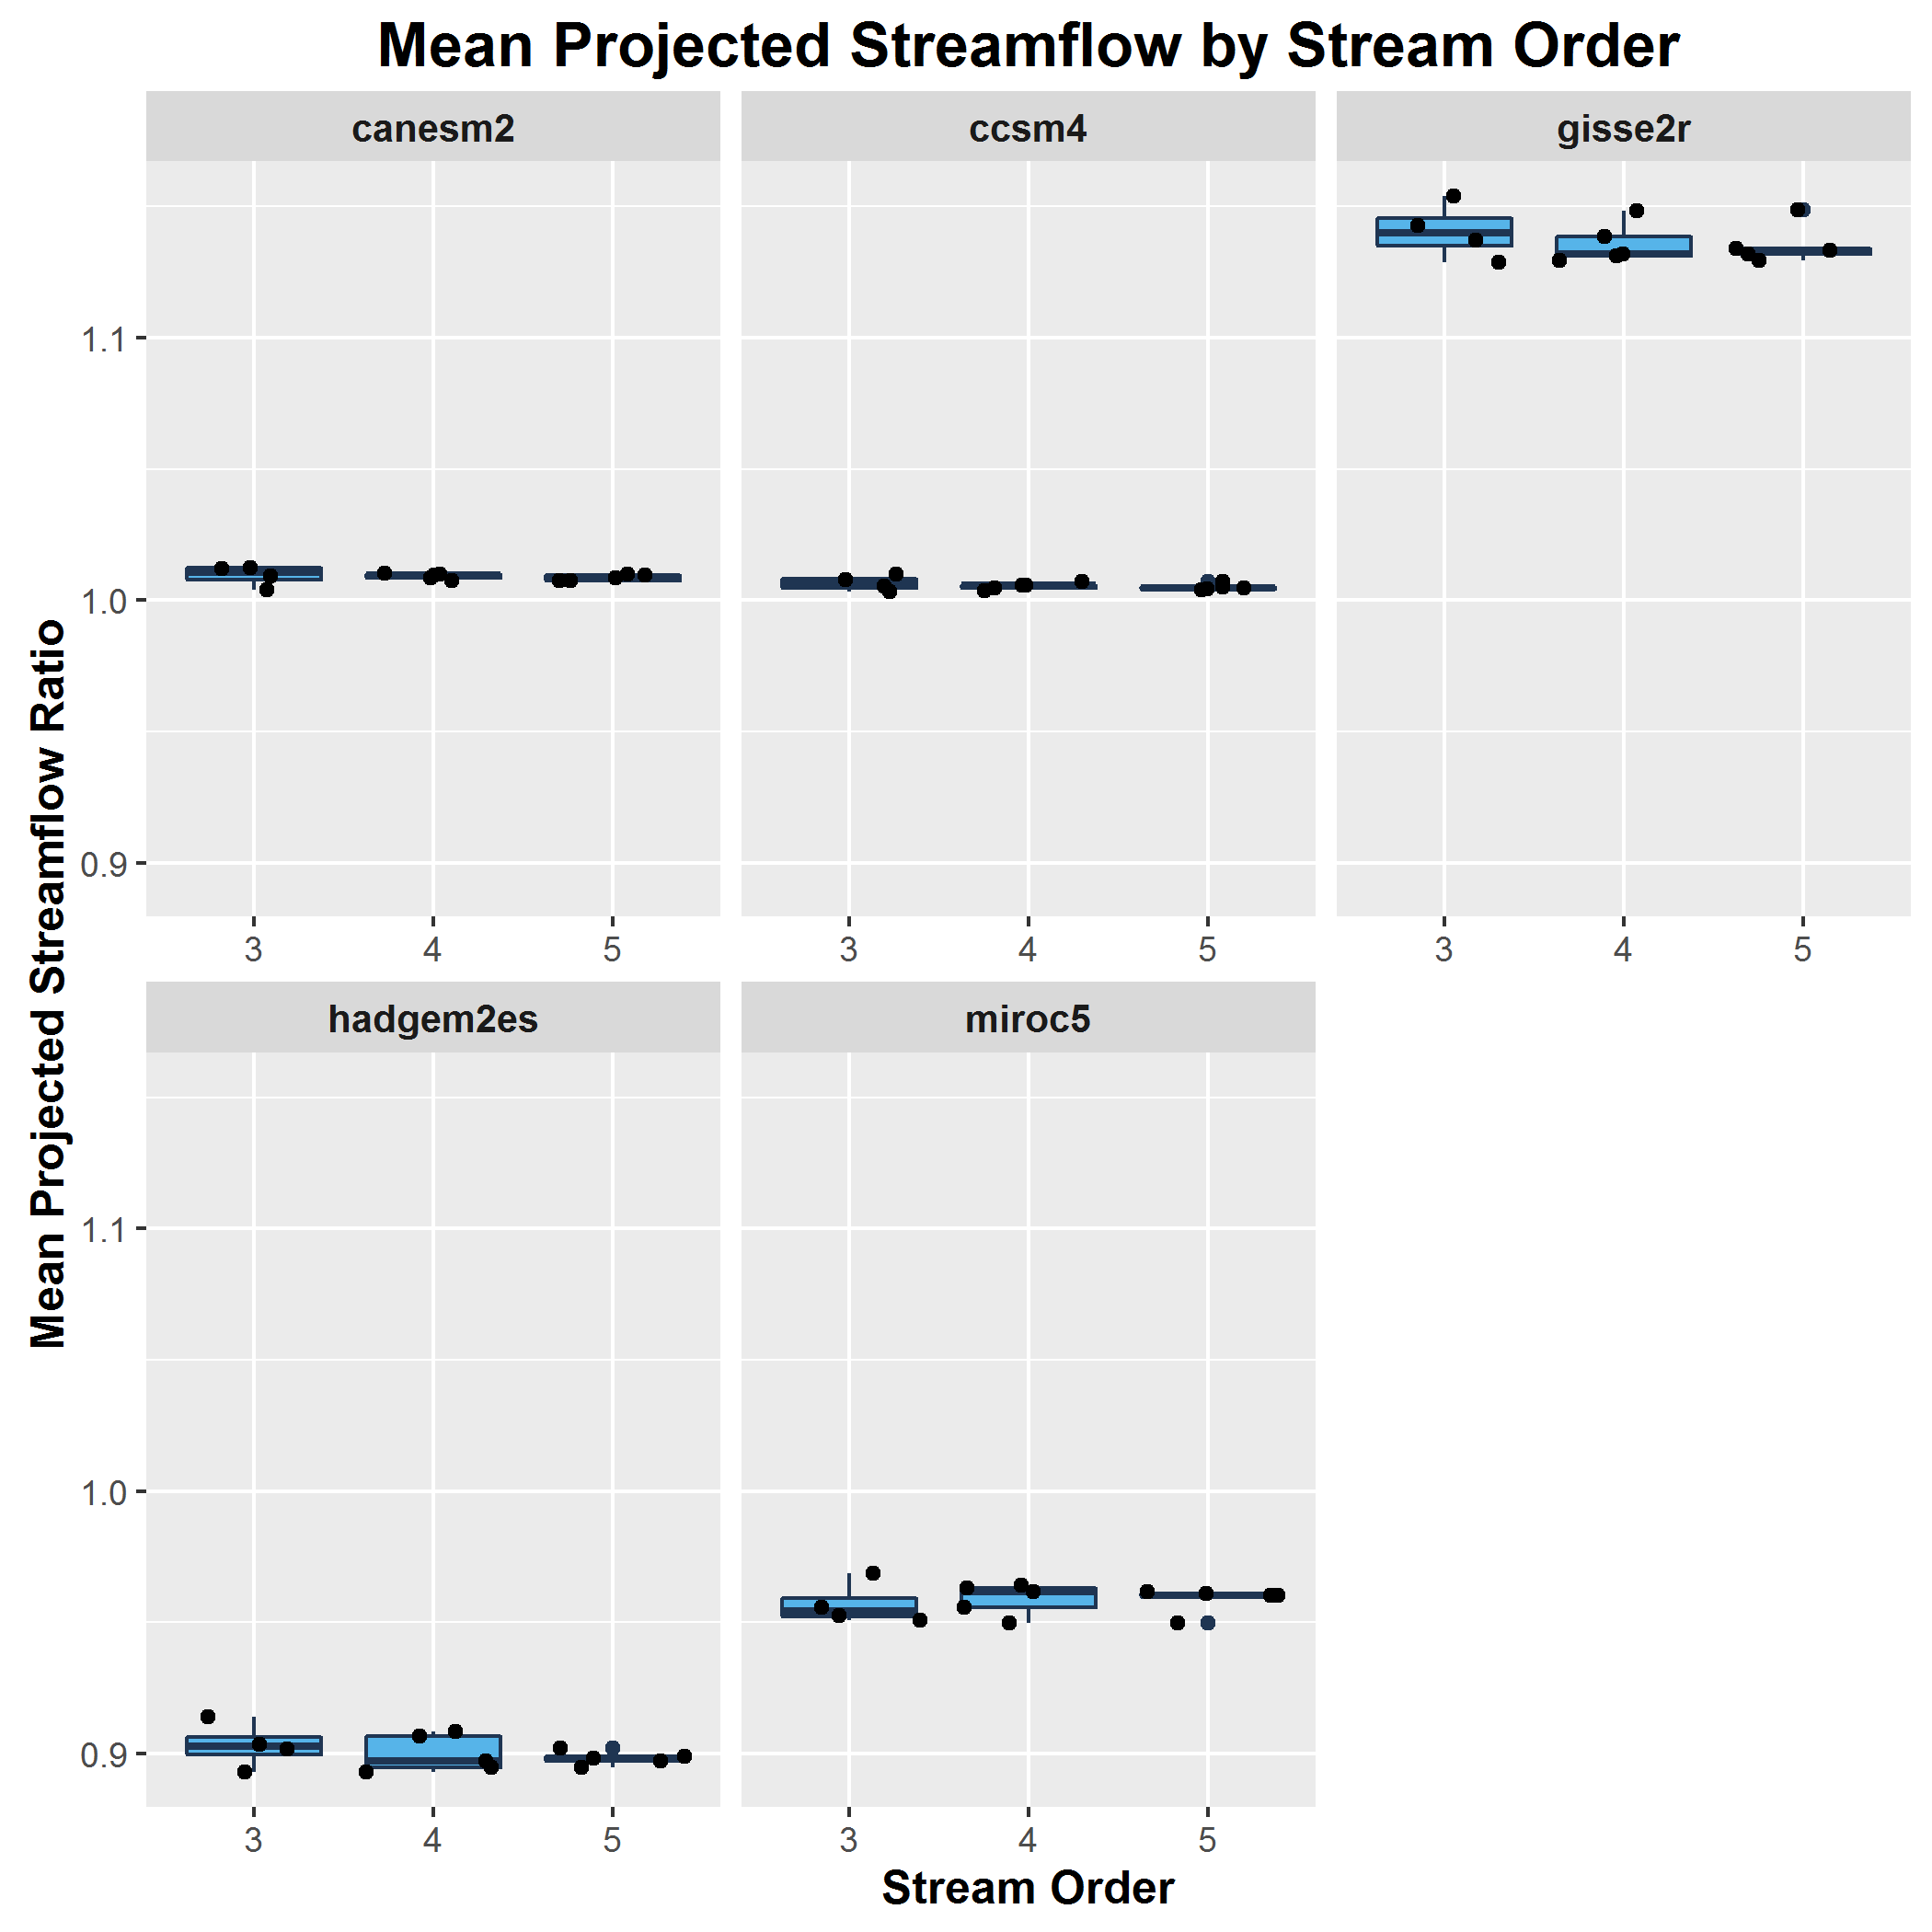 Mean Projected Streamflow by Stream Order
canesm2
ccsm4
gisse2r
1.1
1.0
0.9
3 4 5
3 4 5
3 4 5
Mean Projected Streamflow Ratio
hadgem2es
miroc5
1.1
1.0
0.9
3 4 5
3 4 5
Stream Order